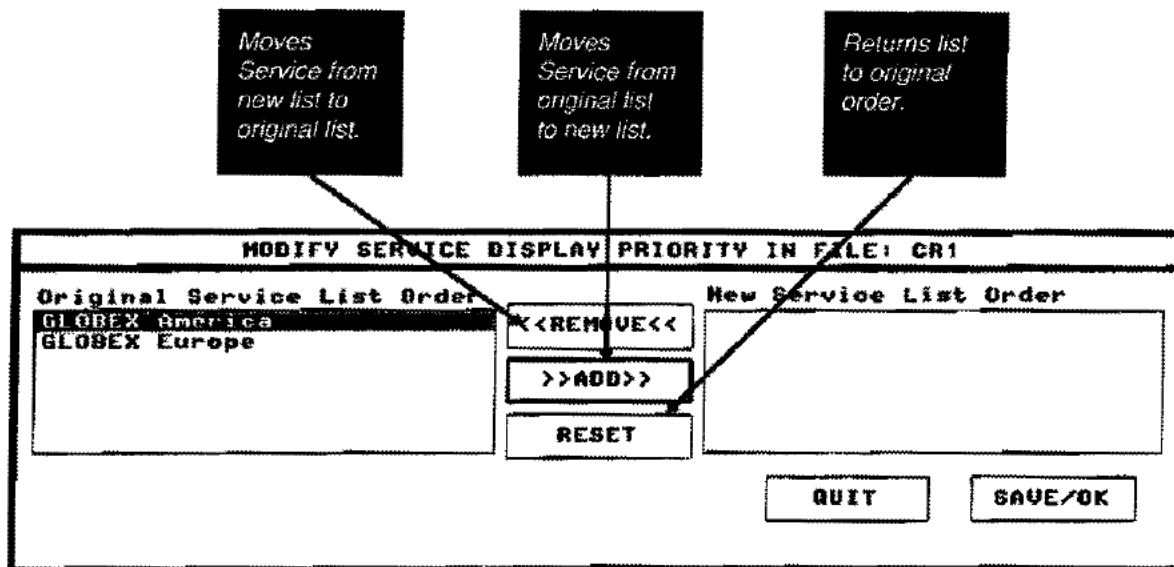 Moves
Service from
new list to
original list.
Moves
Service from
original list
to new list.
Returns list
to original
order.
MODIFY SERVICE DISPLAY PRIORITY IN FILE: CR1
Original Service List Order
New Service List Order
GLOBEX America
GLOBEX Europe
<<REMOVE<<
>>ADD>>
RESET
QUIT
SAVE/OK